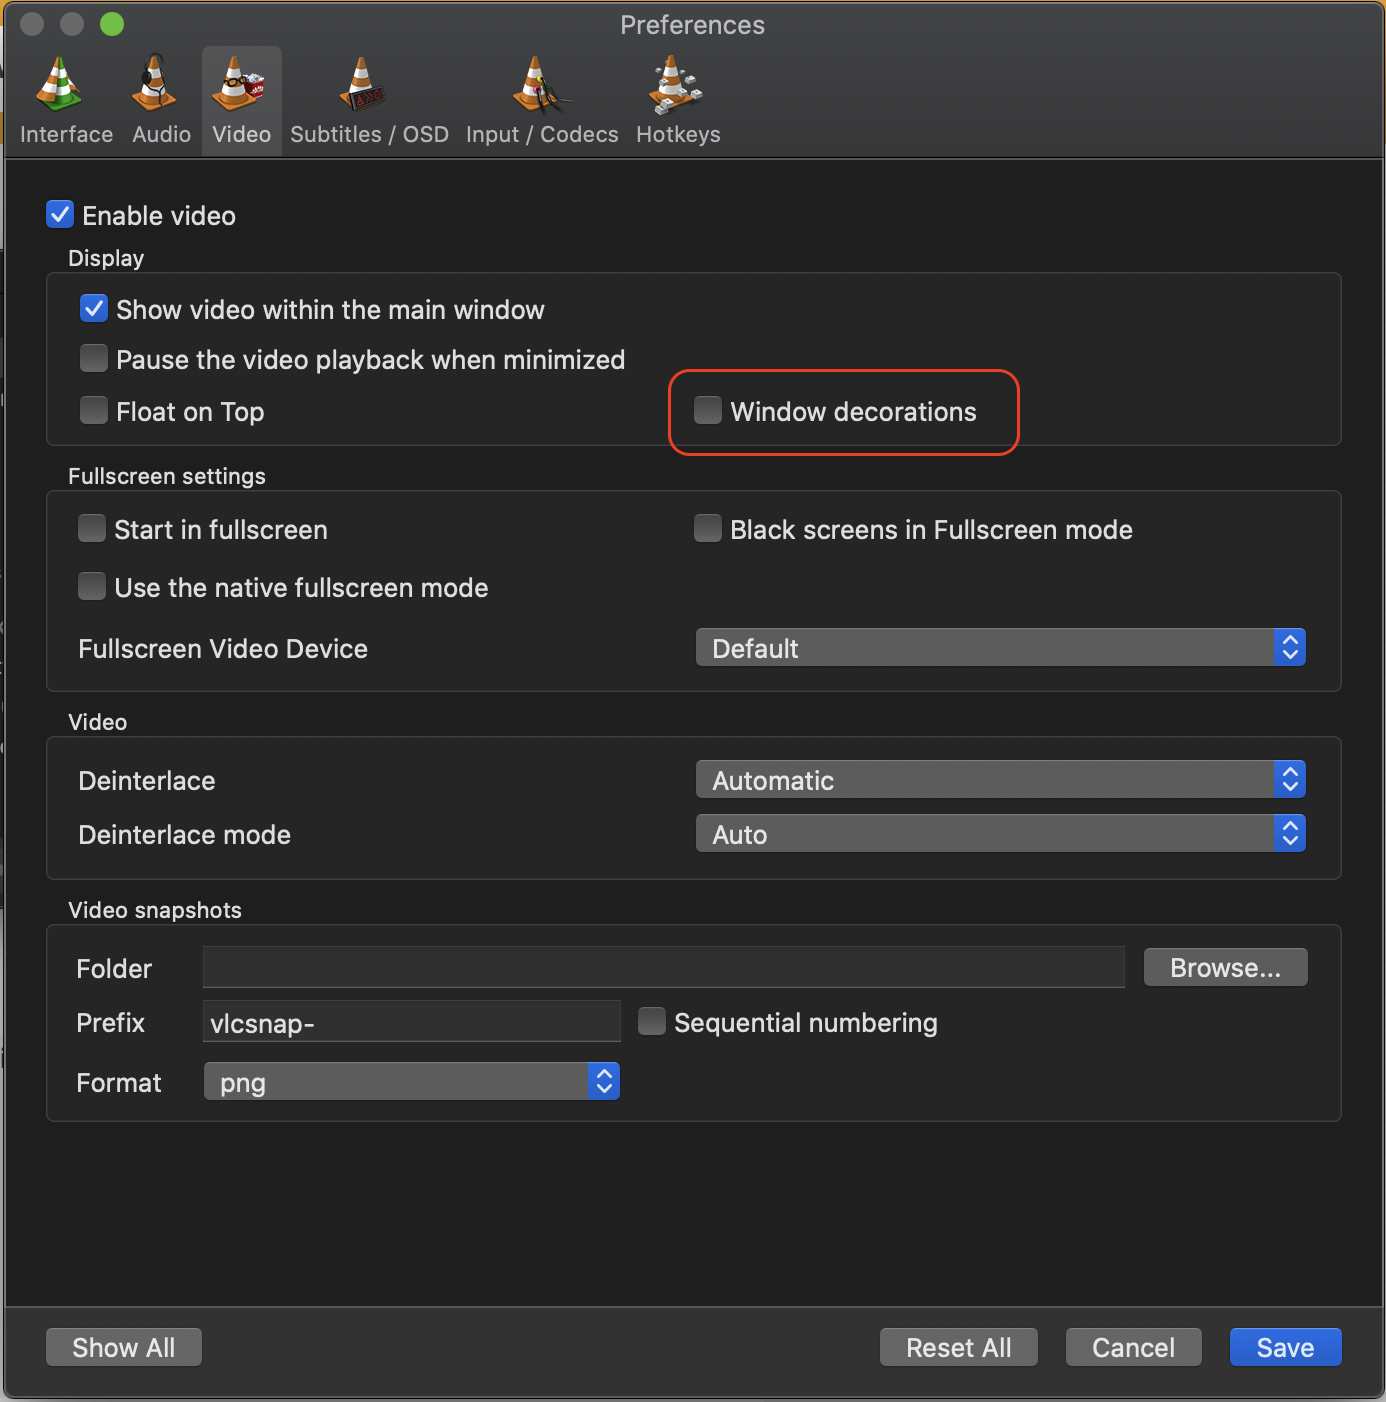 Preferences
Interface Audio Video Subtitles / OSD Input / Codecs Hotkeys
Enable video
Display
Show video within the main window
Pause the video playback when minimized
Float on Top Window decorations
Fullscreen settings
Start in fullscreen Black screens in Fullscreen mode
Use the native fullscreen mode
Fullscreen Video Device Default
Video
Deinterlace Automatic
Deinterlace mode Auto
Video snapshots
Folder Browse...
Prefix vlcsnap- Sequential numbering
Format png
Show All Reset All Cancel Save